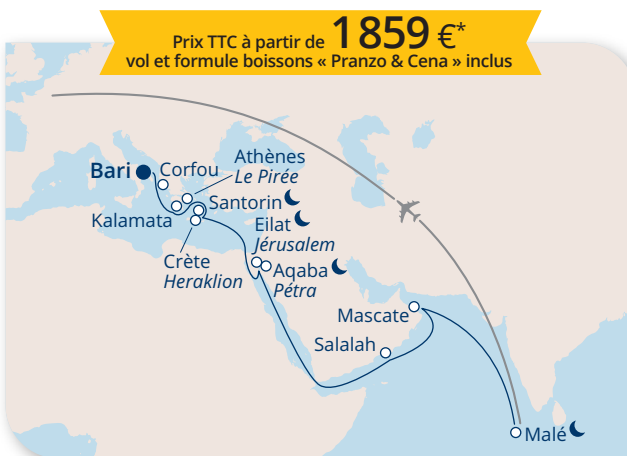 Prix TTC à partir de 1 859 €*
vol et formule boissons « Pranzo & Cena » inclus
Bari
Corfou
Athènes
Le Pirée
Kalamata
Santorin
Eilat
Jérusalem
Crète
Heraklion
Aqaba
Pétra
Mascate
Salalah
Malé